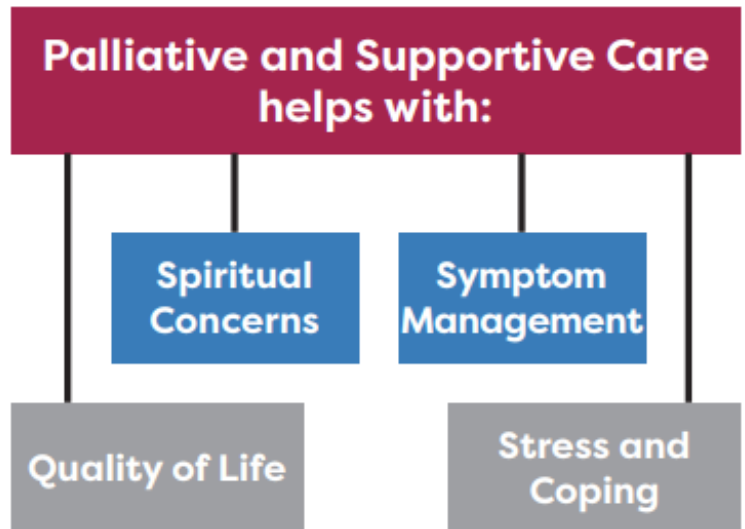 Palliative and Supportive Care
helps with:
Spiritual
Concerns
Symptom
Management
Quality of Life
Stress and
Coping